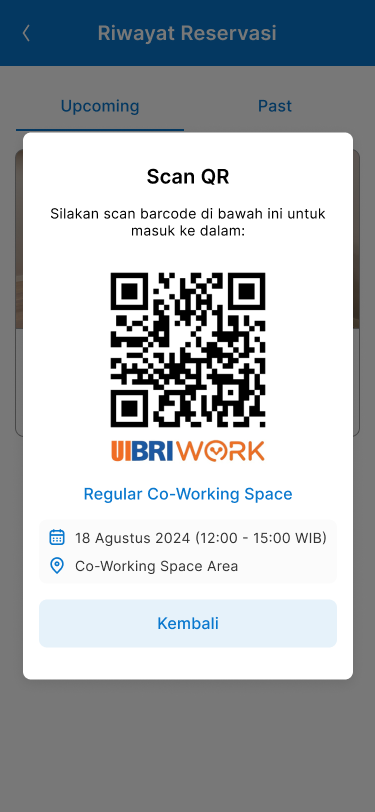 Riwayat Reservasi
Upcoming
Past
Scan QR
Silakan scan barcode di bawah ini untuk
masuk ke dalam:
UIBRIWORK
Regular Co-Working Space
18 Agustus 2024 (12:00 - 15:00 WIB)
Co-Working Space Area
Kembali